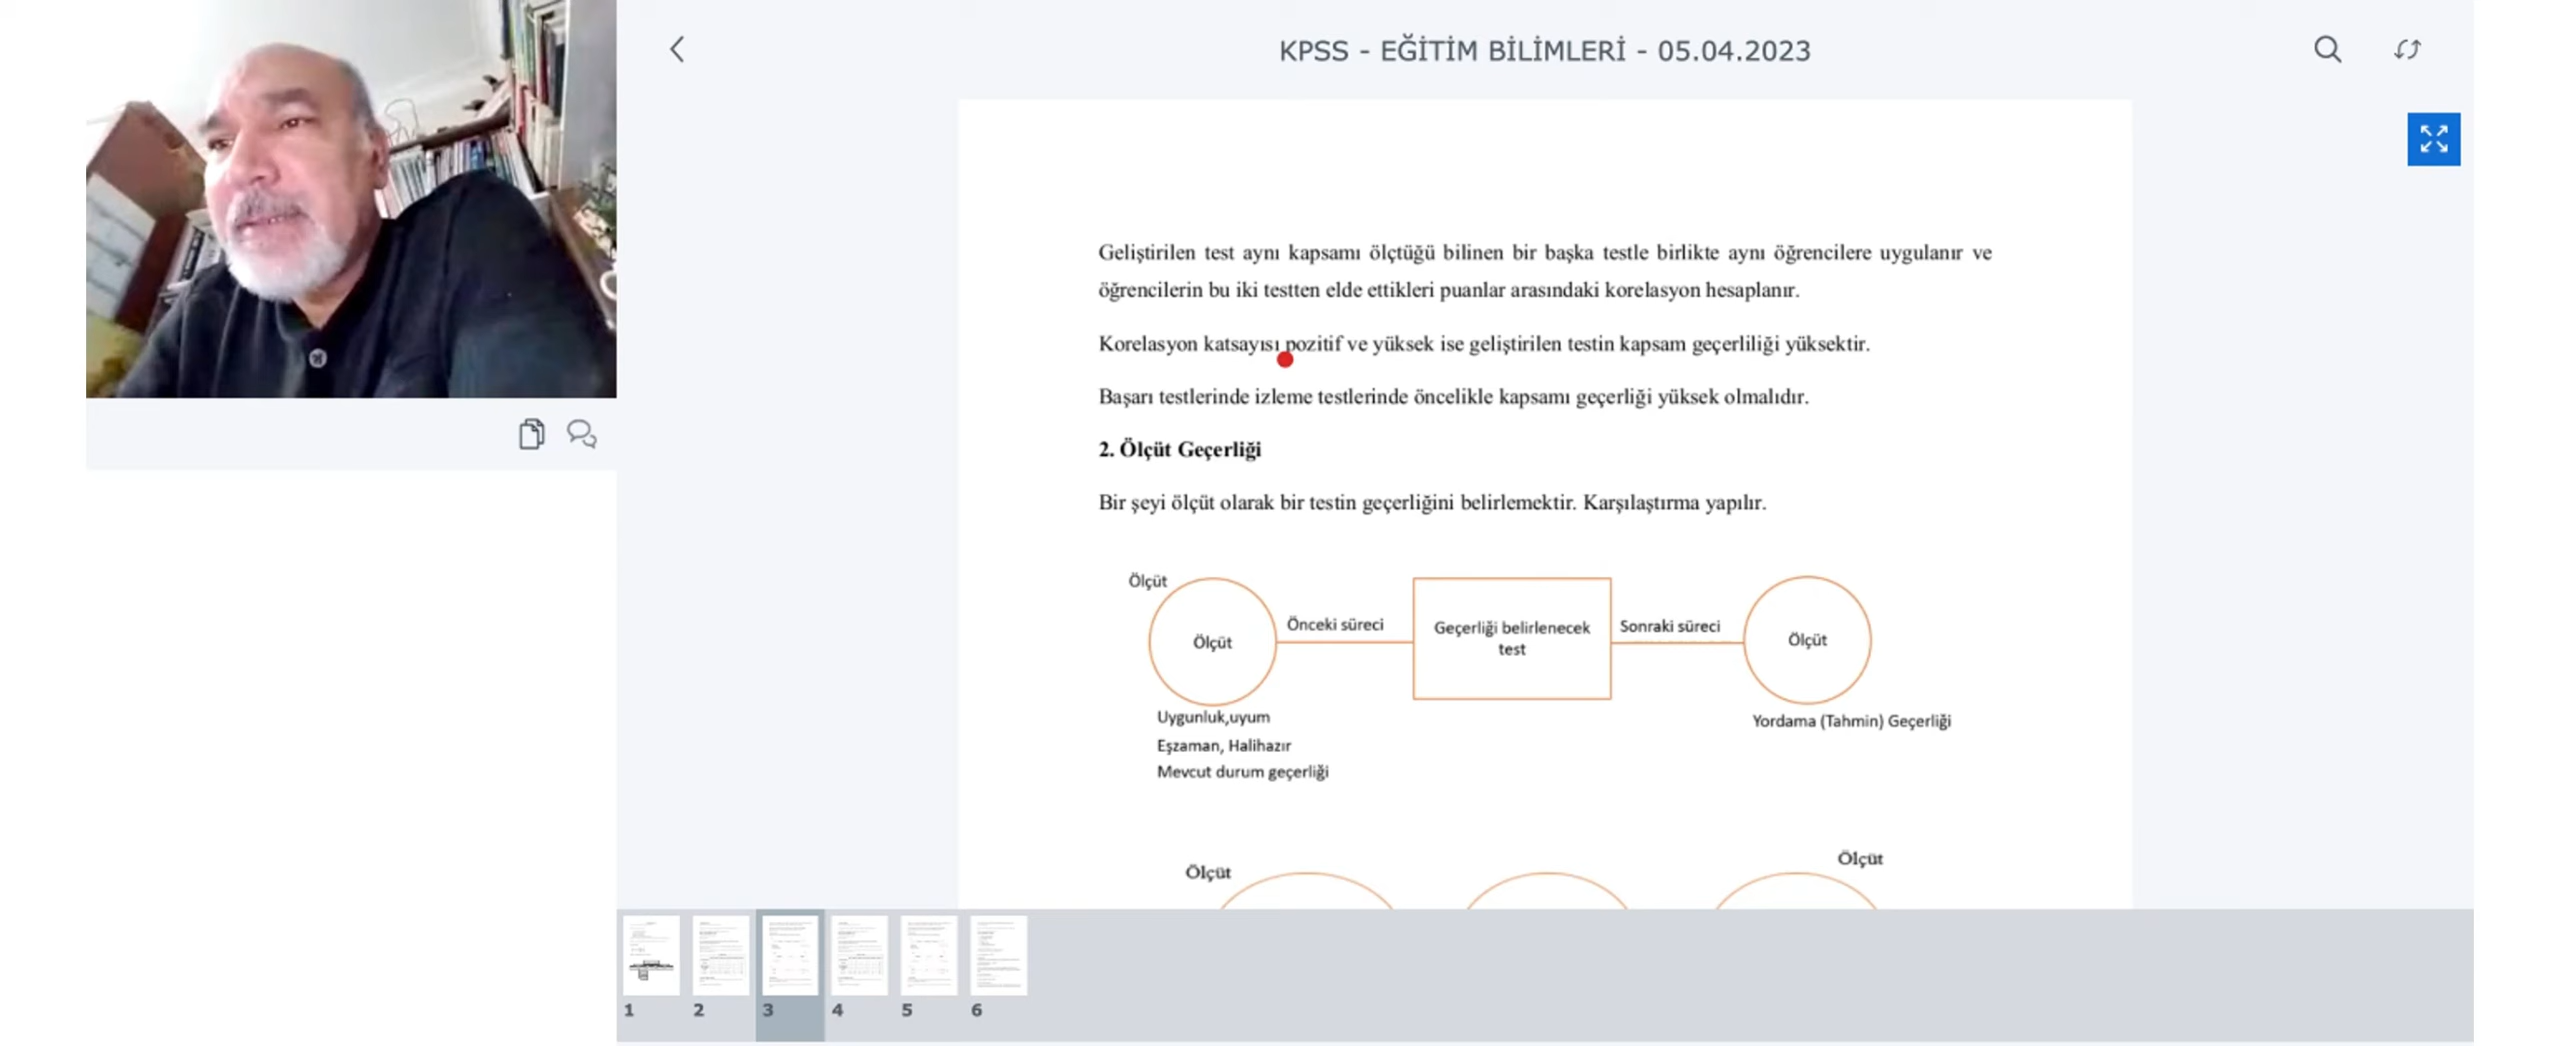 KPSS - EĞİTİM BİLİMLERİ - 05.04.2023
Geliştirilen test aynı kapsamı ölçtüğü bilinen bir başka testle birlikte aynı öğrencilere uygulanır ve
öğrencilerin bu iki testten elde ettikleri puanlar arasındaki korelasyon hesaplanır.
Korelasyon katsayısı pozitif ve yüksek ise geliştirilen testin kapsam geçerliliği yüksektir.
Başarı testlerinde izleme testlerinde öncelikle kapsamı geçerliği yüksek olmalıdır.
2. Ölçüt Geçerliği
Bir şeyi ölçüt olarak bir testin geçerliğini belirlemektir. Karşılaştırma yapılır.
Ölçüt
Ölçüt
Önceki süreci
Geçerliği belirlenecek
test
Sonraki süreci
Ölçüt
Uygunluk,uyum
Eşzaman, Halihazır
Mevcut durum geçerliği
Yordama (Tahmin) Geçerliği
Ölçüt
Ölçüt
1
2
3
4
5
6